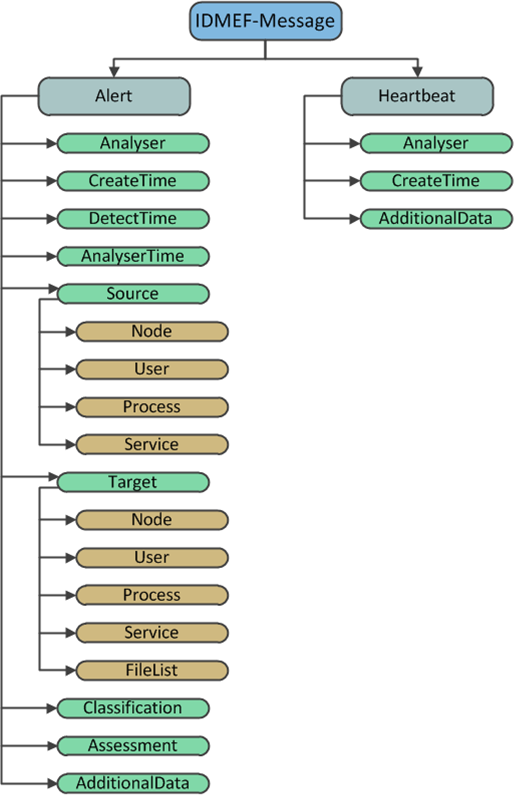 IDMEF-Message
Alert
Analyser
CreateTime
DetectTime
AnalyserTime
Source
Node
User
Process
Service
Target
Node
User
Process
Service
FileList
Classification
Assessment
AdditionalData
Heartbeat
Analyser
CreateTime
AdditionalData